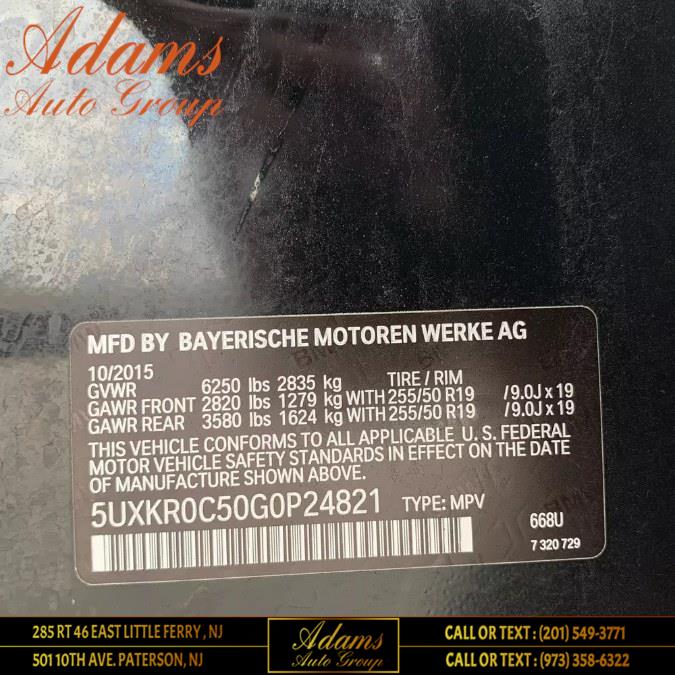 Adams
Auto Group
MFD BY BAYERISCHE MOTOREN WERKE AG
10/2015 TIRE / RIM
GVWR 6250 lbs 2835 kg
GAWR FRONT 2820 lbs 1279 kg WITH 255/50 R19 /9.0J x 19
GAWR REAR 3580 lbs 1624 kg WITH 255/50 R19 /9.0J x 19
THIS VEHICLE CONFORMS TO ALL APPLICABLE U. S. FEDERAL
MOTOR VEHICLE SAFETY STANDARDS IN EFFECT ON THE DATE
OF MANUFACTURE SHOWN ABOVE.
5UXKR0C50G0P24821 TYPE: MPV 668U
7 320 729
285 RT 46 EAST LITTLE FERRY , NJ
501 10TH AVE. PATERSON, NJ
Adams
Auto Group
CALL OR TEXT : (201) 549-3771
CALL OR TEXT : (973) 358-6322